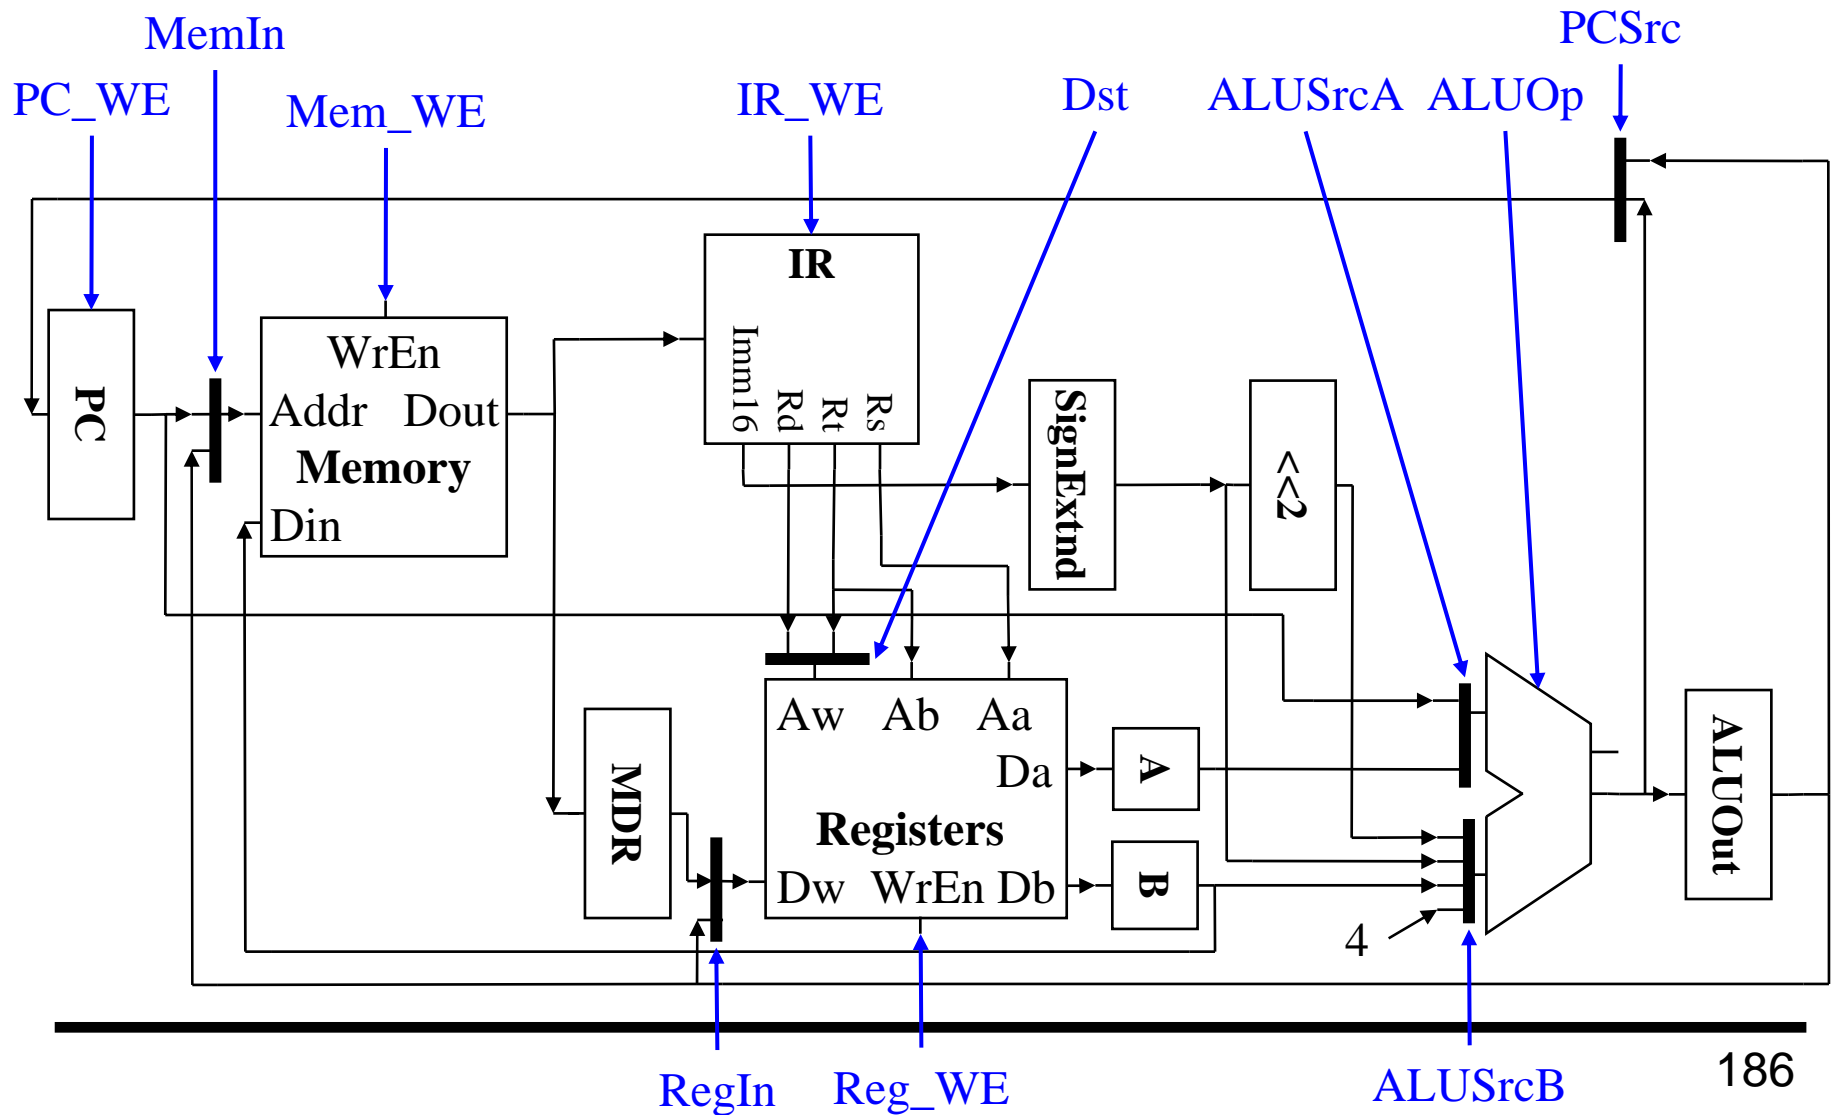 MemIn
PCSrc
PC_WE
Mem_WE
IR_WE
Dst
ALUSrcA
ALUOp
IR
Imm16
Rd
Rt
Rs
PC
WrEn
Addr
Dout
Memory
Din
SignExtnd
<<2
Aw
Ab
Aa
Da
Registers
Dw
WrEn
Db
MDR
A
B
4
ALUOut
RegIn
Reg_WE
ALUSrcB
186